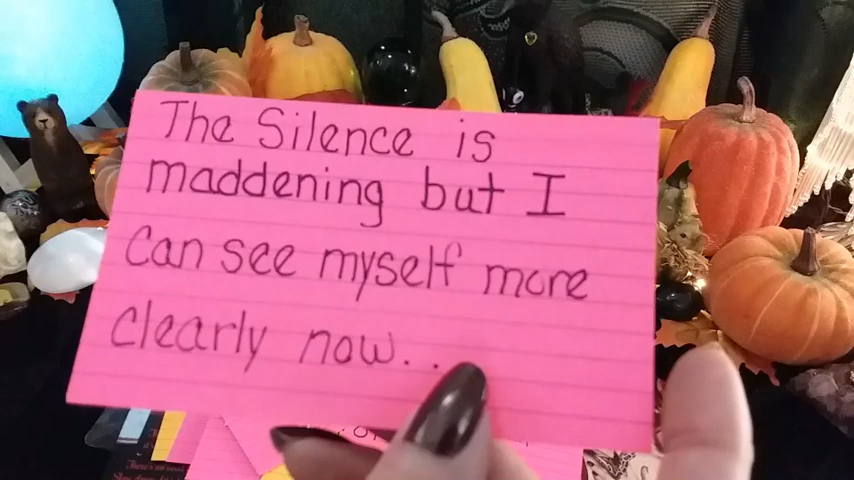 The Silence is
maddening but I
can see myself more
clearly now...